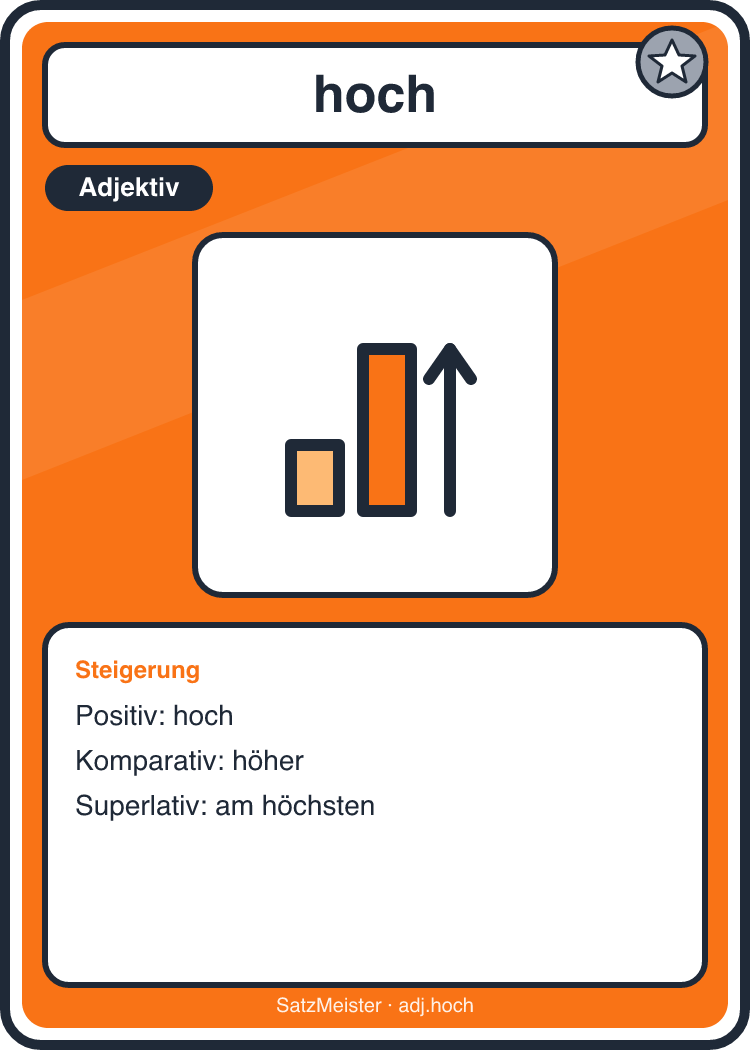 hoch
Adjektiv
Steigerung
Positiv: hoch
Komparativ: höher
Superlativ: am höchsten
SatzMeister · adj.hoch